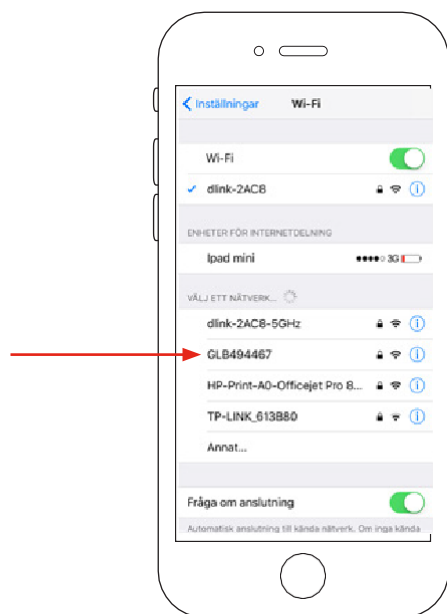 Inställningar Wi-Fi
Wi-Fi
dlink-2AC8
ENHETER FÖR INTERNETDELNING
Ipad mini 3G
VÄLJ ETT NÄTVERK...
dlink-2AC8-5GHz
GLB494467
HP-Print-A0-Officejet Pro 8...
TP-LINK_613B80
Annat...
Fråga om anslutning
Automatisk anslutning till kända nätverk. Om inga kända